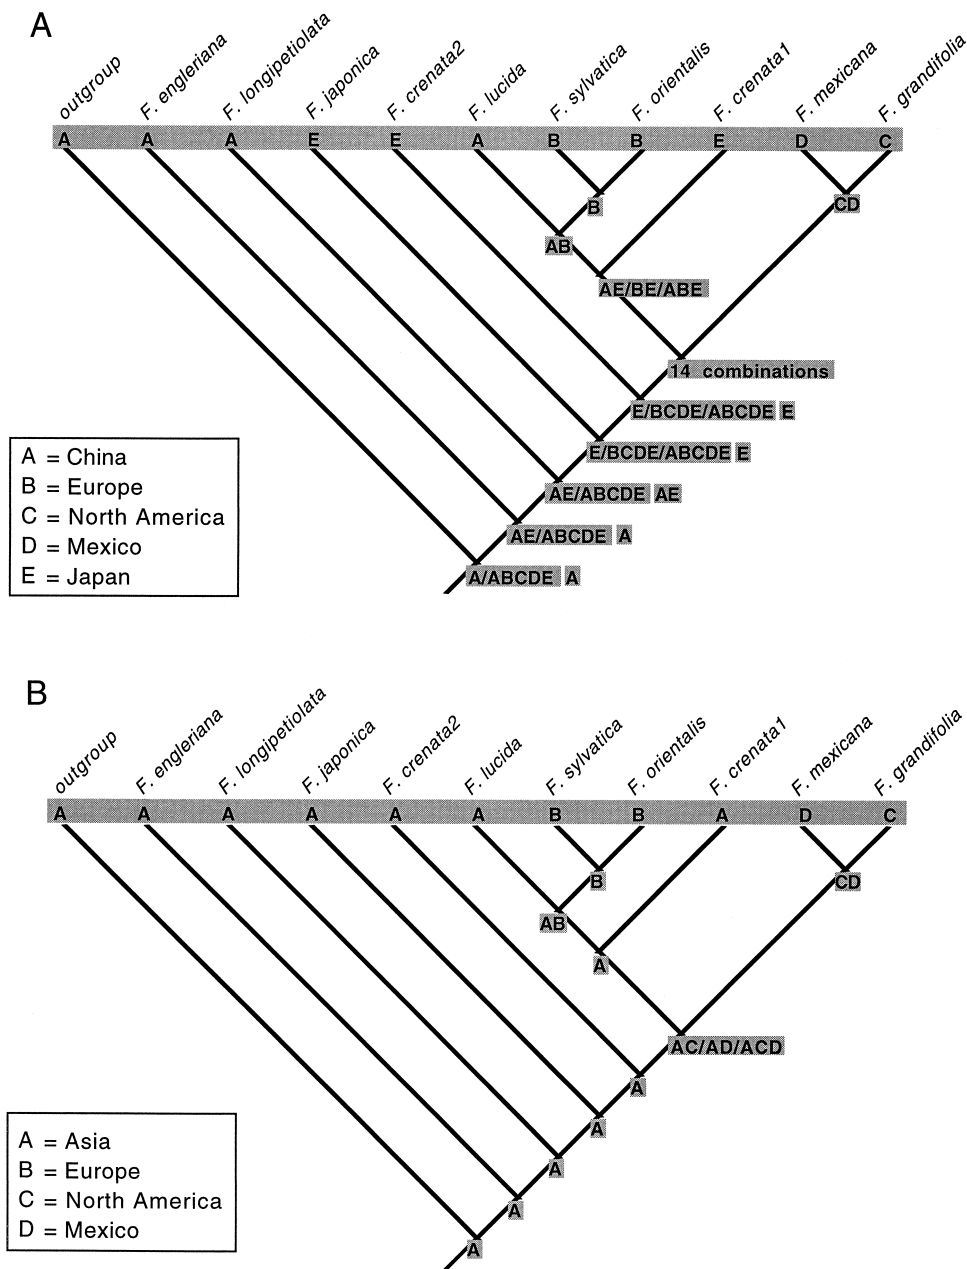 A
outgroup
F. engleriana
F. longipetiolata
F. japonica
F. crenata2
F. lucida
F. sylvatica
F. orientalis
F. crenata1
F. mexicana
F. grandifolia
A A A E E A B B E D C
B
CD
AB
AE/BE/ABE
14 combinations
E/BCDE/ABCDE E
E/BCDE/ABCDE E
AE/ABCDE AE
AE/ABCDE A
A/ABCDE A
A = China
B = Europe
C = North America
D = Mexico
E = Japan
B
outgroup
F. engleriana
F. longipetiolata
F. japonica
F. crenata2
F. lucida
F. sylvatica
F. orientalis
F. crenata1
F. mexicana
F. grandifolia
A A A A A A B B A D C
B
CD
AB
A
AC/AD/ACD
A
A
A
A
A
A = Asia
B = Europe
C = North America
D = Mexico